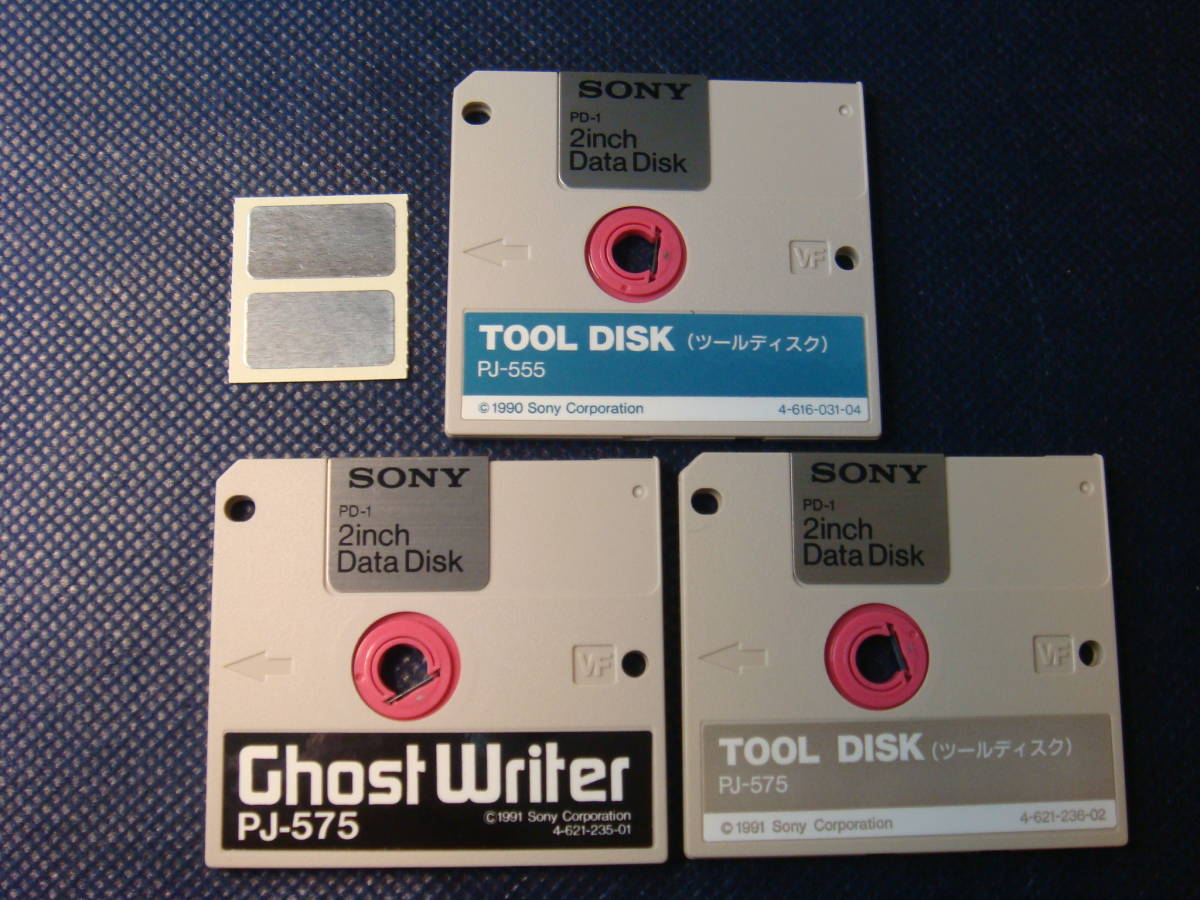 SONY
PD-1
2inch
Data Disk
VF
TOOL DISK (ツールディスク)
PJ-555
©1990 Sony Corporation 4-616-031-04
SONY
PD-1
2inch
Data Disk
VF
Ghost Writer
PJ-575
©1991 Sony Corporation
4-621-235-01
SONY
PD-1
2inch
Data Disk
VF
TOOL DISK (ツールディスク)
PJ-575
©1991 Sony Corporation 4-621-236-02